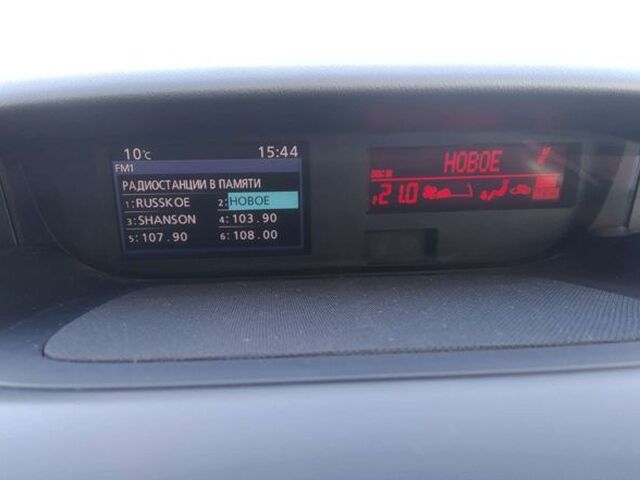 10°C 15:44
FM1
РАДИОСТАНЦИИ В ПАМЯТИ
1:RUSSKOE 2:НОВОЕ
3:SHANSON 4:103.90
5:107.90 6:108.00
НОВОЕ
21.0